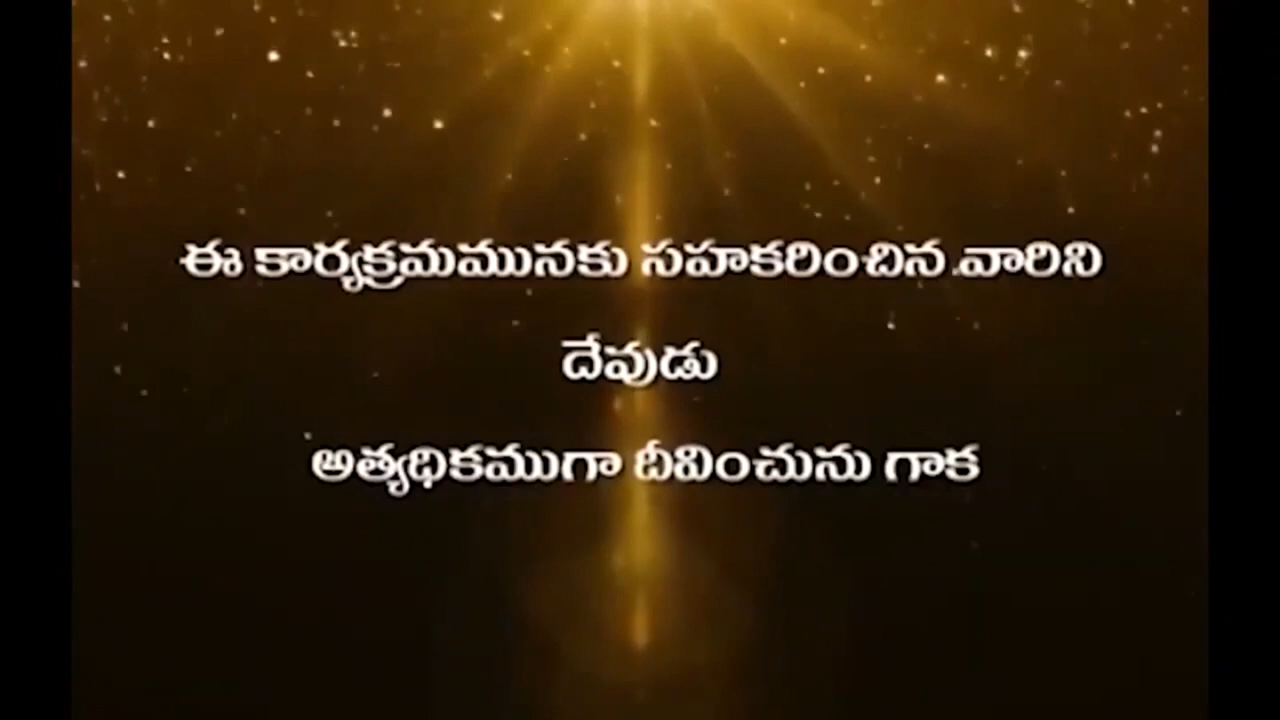 ఈ కార్యక్రమమునకు సహకరించిన వారిని
దేవుడు
అత్యధికముగా దీవించును గాక